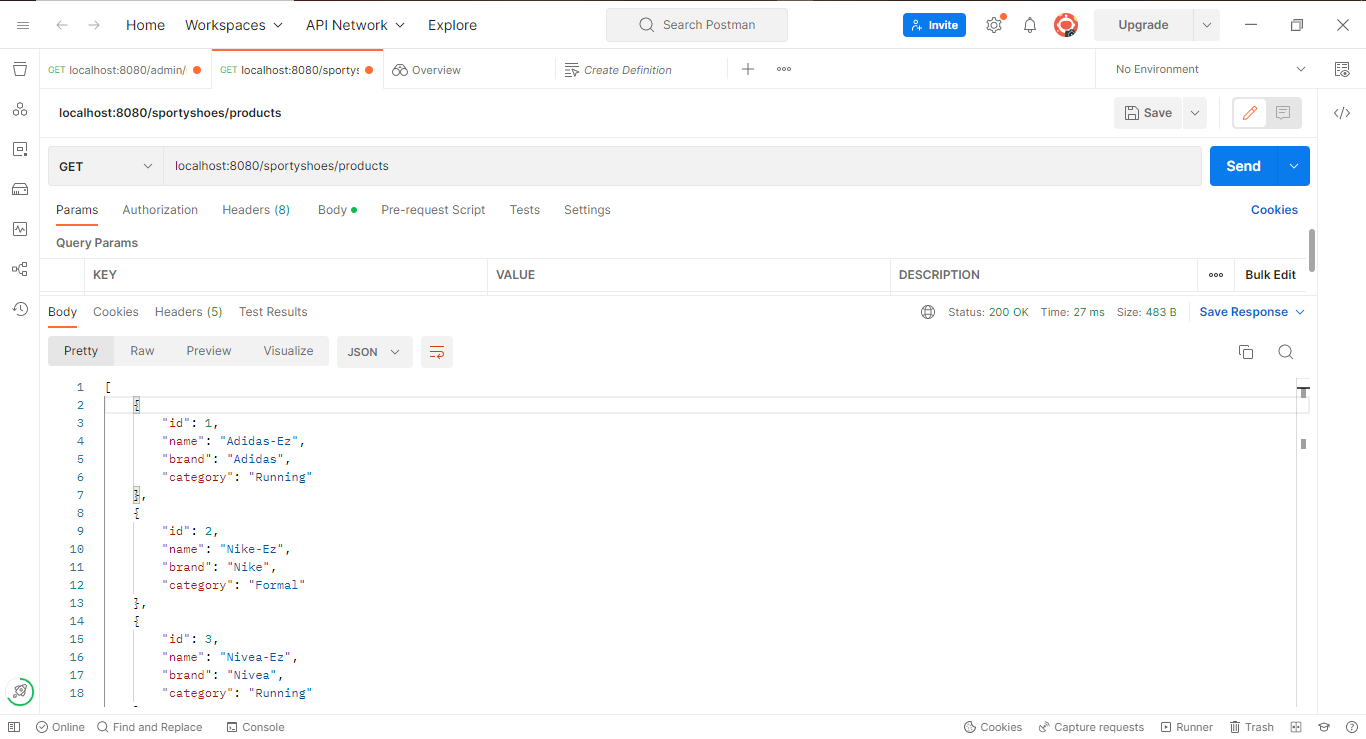 Home Workspaces API Network Explore Search Postman Invite Upgrade
GET localhost:8080/admin/ GET localhost:8080/sportys Overview Create Definition No Environment
localhost:8080/sportyshoes/products Save
GET localhost:8080/sportyshoes/products Send
Params Authorization Headers (8) Body Pre-request Script Tests Settings Cookies
Query Params
KEY VALUE DESCRIPTION Bulk Edit
Body Cookies Headers (5) Test Results Status: 200 OK Time: 27 ms Size: 483 B Save Response
Pretty Raw Preview Visualize JSON
1 [
2 {
3 "id": 1,
4 "name": "Adidas-Ez",
5 "brand": "Adidas",
6 "category": "Running"
7 },
8 {
9 "id": 2,
10 "name": "Nike-Ez",
11 "brand": "Nike",
12 "category": "Formal"
13 },
14 {
15 "id": 3,
16 "name": "Nivea-Ez",
17 "brand": "Nivea",
18 "category": "Running"
Online Find and Replace Console Cookies Capture requests Runner Trash